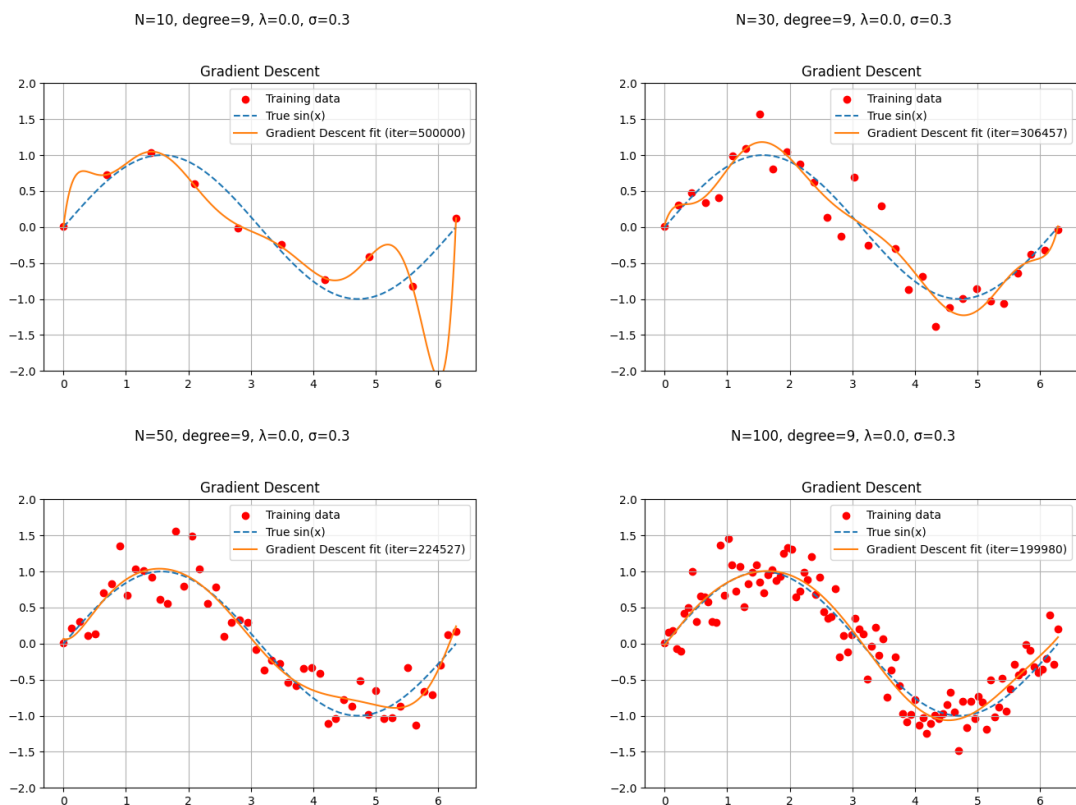 N=10, degree=9, λ=0.0, σ=0.3
Gradient Descent
Training data
True sin(x)
Gradient Descent fit (iter=500000)
2.0
1.5
1.0
0.5
0.0
−0.5
−1.0
−1.5
−2.0
0 1 2 3 4 5 6
N=30, degree=9, λ=0.0, σ=0.3
Gradient Descent
Training data
True sin(x)
Gradient Descent fit (iter=306457)
2.0
1.5
1.0
0.5
0.0
−0.5
−1.0
−1.5
−2.0
0 1 2 3 4 5 6
N=50, degree=9, λ=0.0, σ=0.3
Gradient Descent
Training data
True sin(x)
Gradient Descent fit (iter=224527)
2.0
1.5
1.0
0.5
0.0
−0.5
−1.0
−1.5
−2.0
0 1 2 3 4 5 6
N=100, degree=9, λ=0.0, σ=0.3
Gradient Descent
Training data
True sin(x)
Gradient Descent fit (iter=199980)
2.0
1.5
1.0
0.5
0.0
−0.5
−1.0
−1.5
−2.0
0 1 2 3 4 5 6